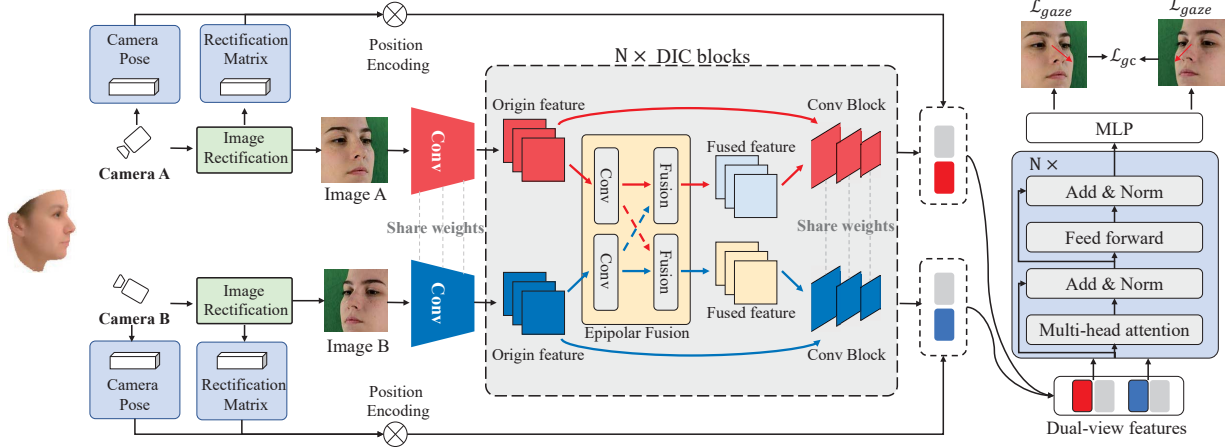 Camera
Pose
Rectification
Matrix
Position
Encoding
N × DIC blocks
Camera A
Image
Rectification
Image A
Conv
Origin feature
Conv
Fusion
Fused feature
Conv Block
Share weights
Share weights
Camera B
Image
Rectification
Image B
Conv
Origin feature
Conv
Fusion
Epipolar Fusion
Fused feature
Conv Block
Camera
Pose
Rectification
Matrix
Position
Encoding
ℒgaze
ℒgaze
ℒgc
MLP
N ×
Add & Norm
Feed forward
Add & Norm
Multi-head attention
Dual-view features